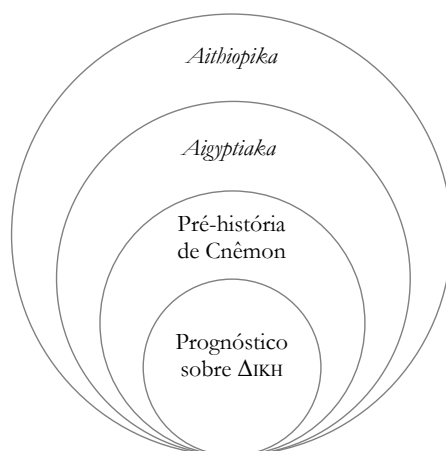 Aithiopika
Aigyptiaka
Pré-história
de Cnêmon
Prognóstico
sobre ΔΙΚΗ